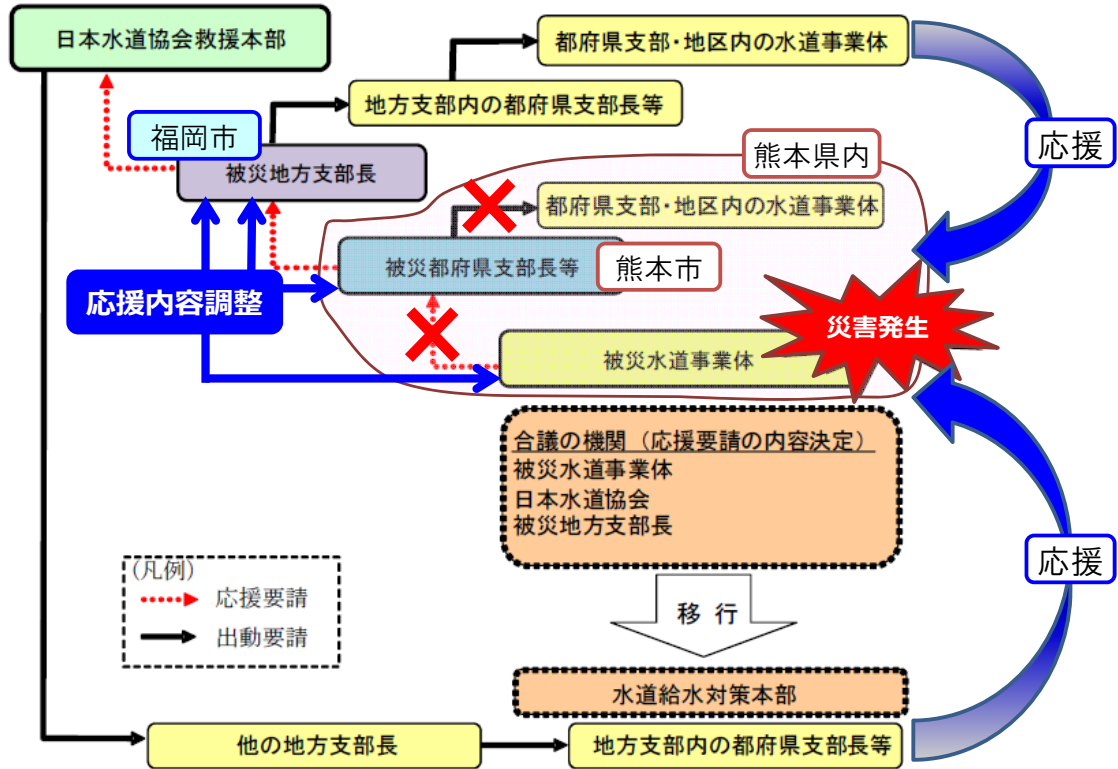 日本水道協会救援本部
都府県支部・地区内の水道事業体
地方支部内の都府県支部長等
福岡市
被災地方支部長
応援
熊本県内
都府県支部・地区内の水道事業体
被災都府県支部長等
熊本市
応援内容調整
災害発生
被災水道事業体
合議の機関（応援要請の内容決定）
被災水道事業体
日本水道協会
被災地方支部長
応援
(凡例)
応援要請
出動要請
移 行
水道給水対策本部
他の地方支部長
地方支部内の都府県支部長等